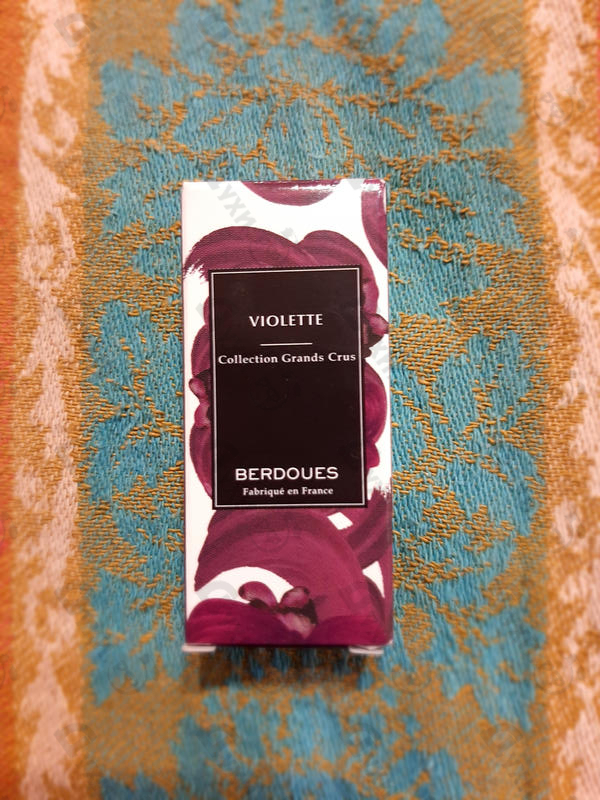 VIOLETTE
Collection Grands Crus
BERDOUES
Fabriqué en France